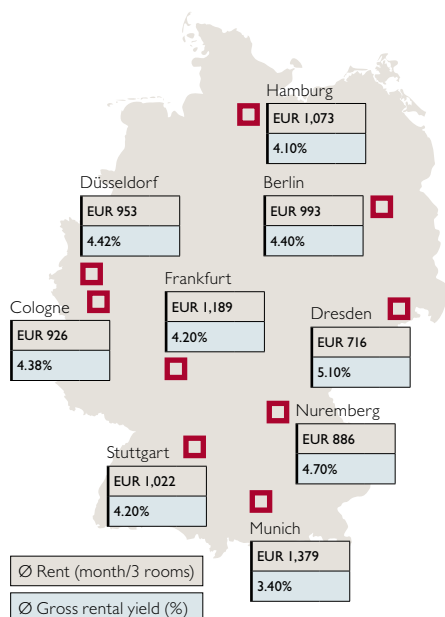 Hamburg
EUR 1,073
4.10%
Düsseldorf
EUR 953
4.42%
Berlin
EUR 993
4.40%
Frankfurt
EUR 1,189
4.20%
Cologne
EUR 926
4.38%
Dresden
EUR 716
5.10%
Nuremberg
EUR 886
4.70%
Stuttgart
EUR 1,022
4.20%
Munich
EUR 1,379
3.40%
Ø Rent (month/3 rooms)
Ø Gross rental yield (%)